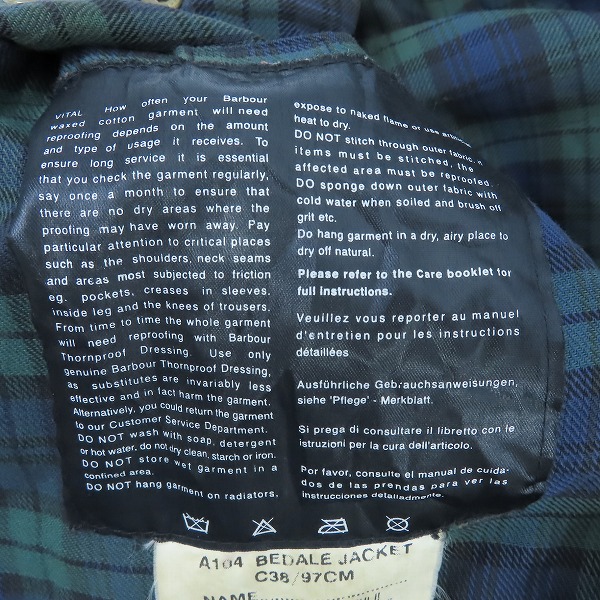 VITAL How often your Barbour
waxed cotton garment will need
reproofing depends on the amount
and type of usage it receives. To
ensure long service it is essential
that you check the garment regularly,
say once a month to ensure that
there are no dry areas where the
proofing may have worn away. Pay
particular attention to critical places
such as the shoulders, neck seams
and areas most subjected to friction
eg. pockets, creases in sleeves,
inside leg and the knees of trousers.
From time to time the whole garment
will need reproofing with Barbour
Thornproof Dressing. Use only
genuine Barbour Thornproof Dressing,
as substitutes are invariably less
effective and in fact harm the garment.
Alternatively, you could return the garment
to our Customer Service Department.
DO NOT wash with soap, detergent
or hot water, do not dry clean, starch or iron.
DO NOT store wet garment in a
confined area.
DO NOT hang garment on radiators,
expose to naked flame or use artificial
heat to dry.
DO NOT stitch through outer fabric,
items must be stitched, the
affected area must be reproofed.
DO sponge down outer fabric with
cold water when soiled and brush off
grit etc.
Do hang garment in a dry, airy place to
dry off natural.
Please refer to the Care booklet for
full instructions.
Veuillez vous reporter au manuel
d'entretien pour les instructions
détaillées
Ausführliche Gebrauchsanweisungen,
siehe 'Pflege' - Merkblatt.
Si prega di consultare il libretto con le
istruzioni per la cura dell'articolo.
Por favor, consulte el manual de cuida-
dos de las prendas para ver las
instrucciones detalladas.
A104 BEDALE JACKET
C38/97CM
NAME